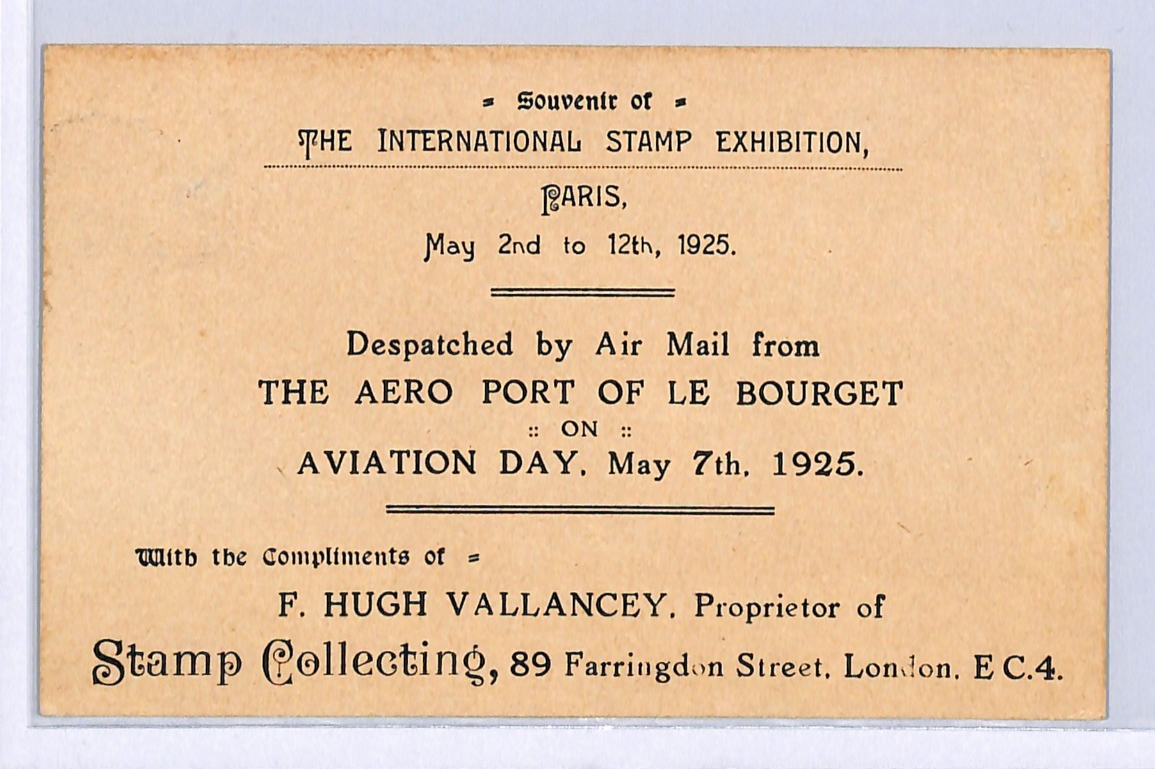 = Souvenir of =
THE INTERNATIONAL STAMP EXHIBITION,
PARIS,
May 2nd to 12th, 1925.
Despatched by Air Mail from
THE AERO PORT OF LE BOURGET
:: ON ::
AVIATION DAY, May 7th, 1925.
With the Compliments of =
F. HUGH VALLANCEY, Proprietor of
Stamp Collecting, 89 Farringdon Street, London, E C.4.